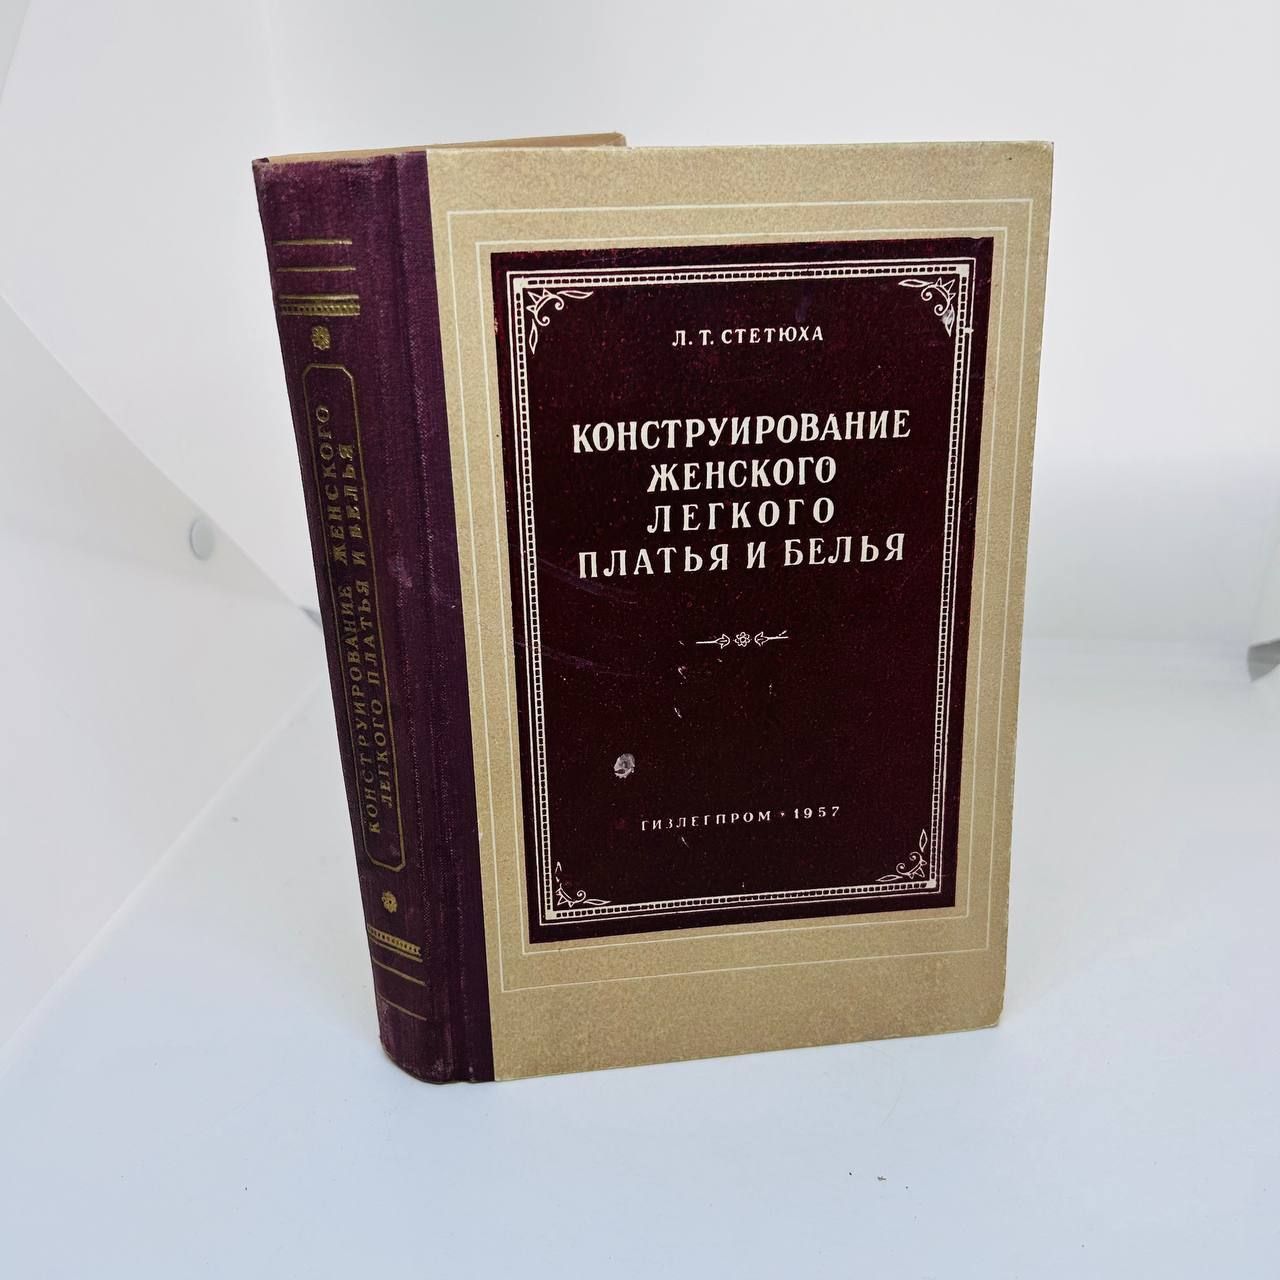 Л. Т. СТЕТЮХА
КОНСТРУИРОВАНИЕ
ЖЕНСКОГО
ЛЕГКОГО
ПЛАТЬЯ И БЕЛЬЯ
ГИЗЛЕГПРОМ · 1957
КОНСТРУИРОВАНИЕ ЖЕНСКОГО
ЛЕГКОГО ПЛАТЬЯ И БЕЛЬЯ